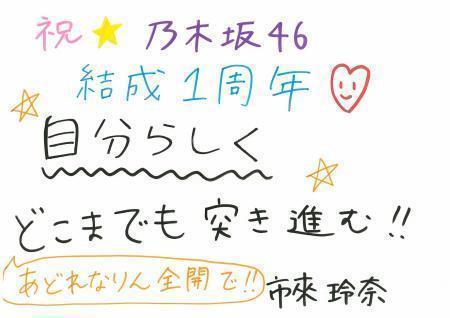 祝★乃木坂46
結成1周年
自分らしく
どこまでも突き進む!!
あどれなりん全開で!!
市來玲奈